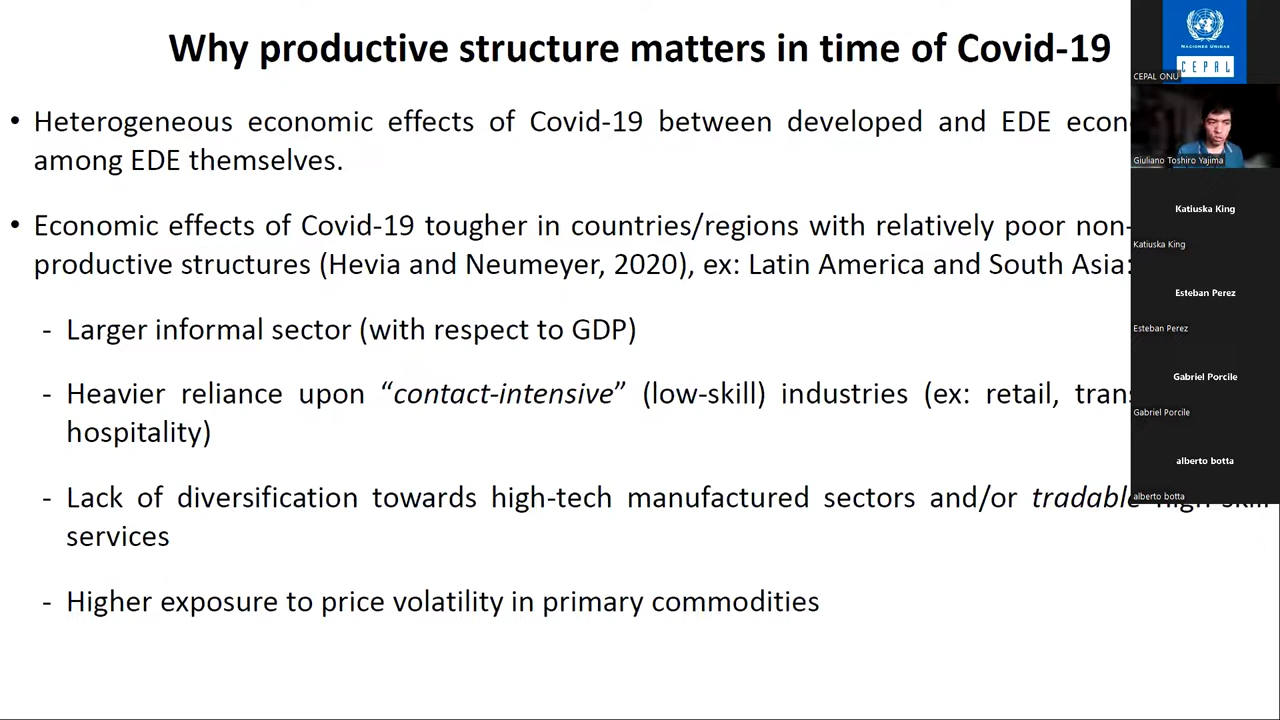 Why productive structure matters in time of Covid-19
• Heterogeneous economic effects of Covid-19 between developed and EDE
among EDE themselves.
• Economic effects of Covid-19 tougher in countries/regions with relatively poor
productive structures (Hevia and Neumeyer, 2020), ex: Latin America and South Asia:
- Larger informal sector (with respect to GDP)
- Heavier reliance upon “contact-intensive” (low-skill) industries (ex: retail,
hospitality)
- Lack of diversification towards high-tech manufactured sectors and/or tradable high-skill
services
- Higher exposure to price volatility in primary commodities
NACIONES UNIDAS
CEPAL
CEPAL ONU
Giuliano Toshiro Yajima
Katiuska King
Katiuska King
Esteban Perez
Esteban Perez
Gabriel Porcile
Gabriel Porcile
alberto botta
alberto botta